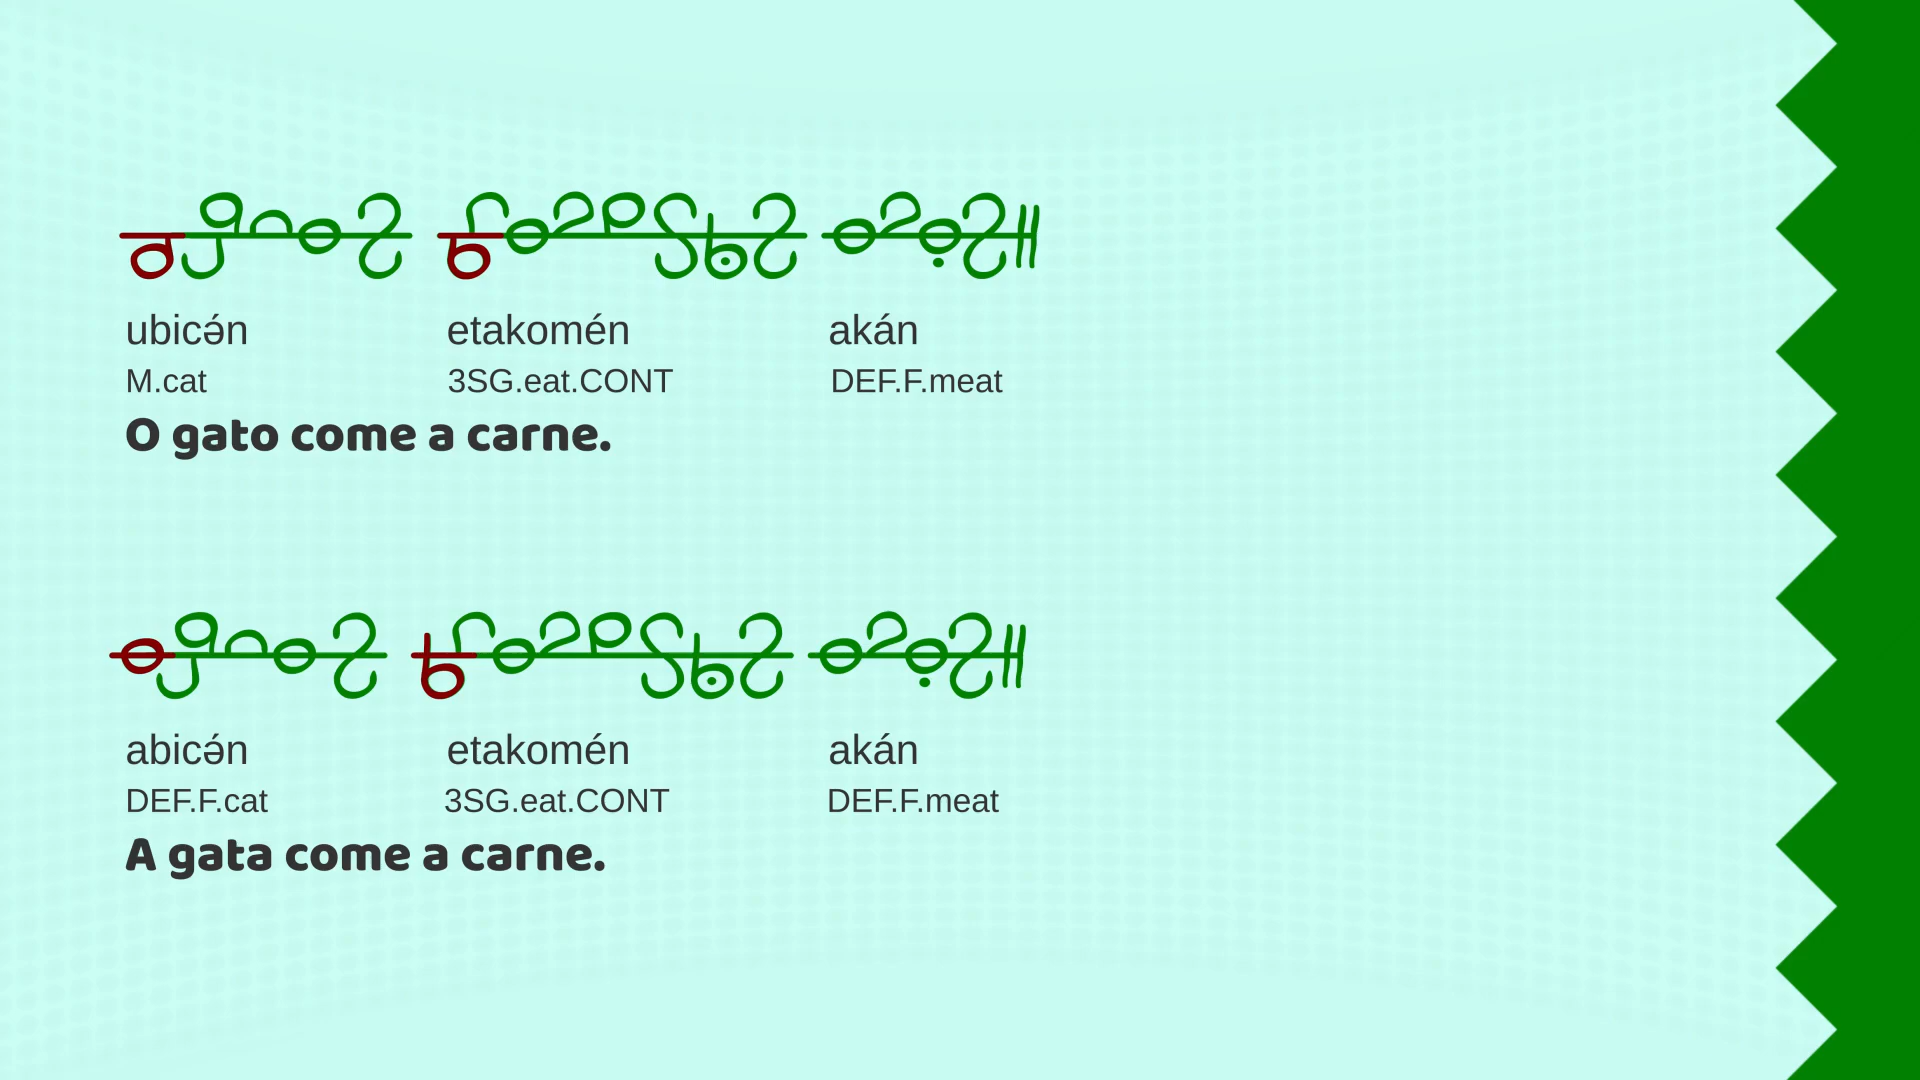 ubicə́n etakomén akán
M.cat 3SG.eat.CONT DEF.F.meat
O gato come a carne.
abicə́n etakomén akán
DEF.F.cat 3SG.eat.CONT DEF.F.meat
A gata come a carne.